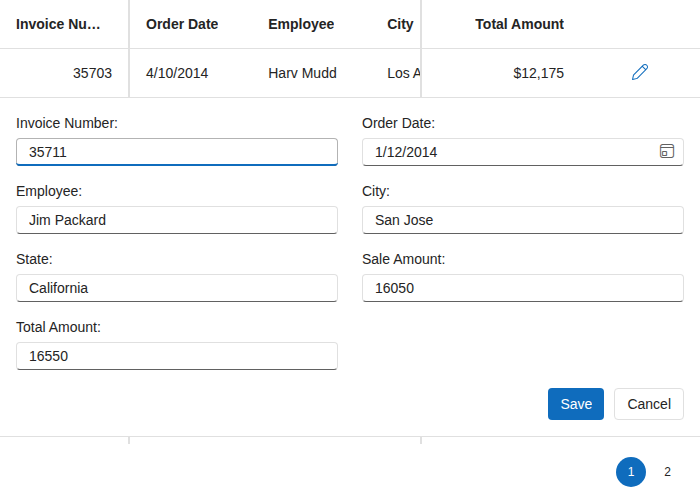 Invoice Nu… Order Date Employee City Total Amount
35703 4/10/2014 Harv Mudd Los A $12,175
Invoice Number: Order Date:
35711 1/12/2014
Employee: City:
Jim Packard San Jose
State: Sale Amount:
California 16050
Total Amount:
16550
Save Cancel
1 2